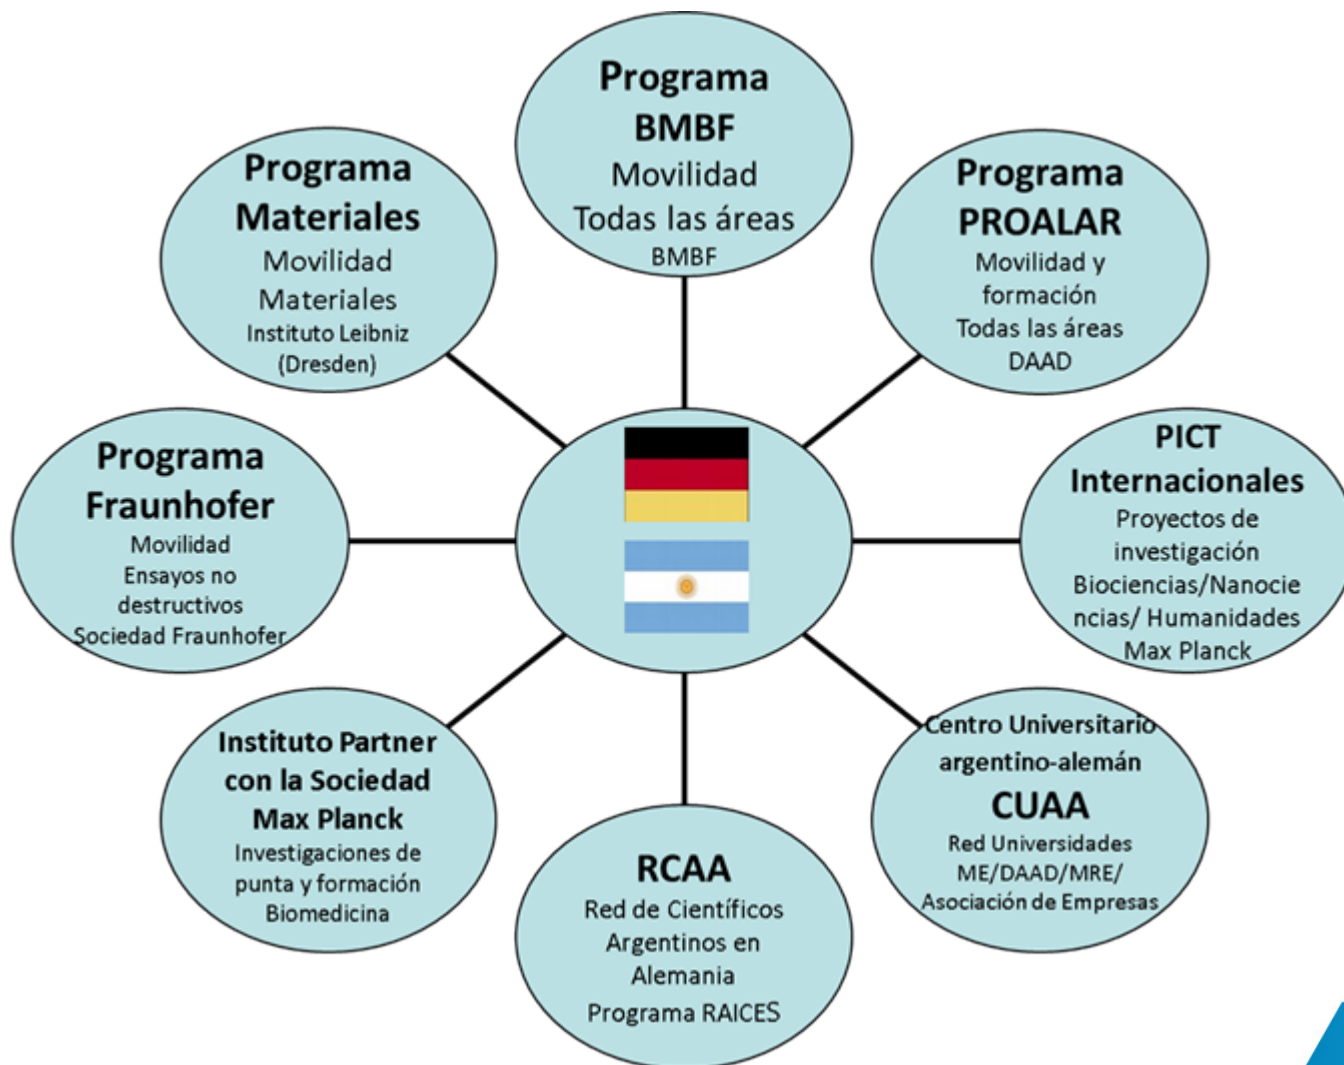 Programa
BMBF
Movilidad
Todas las áreas
BMBF
Programa
PROALAR
Movilidad y
formación
Todas las áreas
DAAD
PICT
Internacionales
Proyectos de
investigación
Biociencias/Nanocie
ncias/ Humanidades
Max Planck
Centro Universitario
argentino-alemán
CUAA
Red Universidades
ME/DAAD/MRE/
Asociación de Empresas
RCAA
Red de Científicos
Argentinos en
Alemania
Programa RAICES
Instituto Partner
con la Sociedad
Max Planck
Investigaciones de
punta y formación
Biomedicina
Programa
Fraunhofer
Movilidad
Ensayos no
destructivos
Sociedad Fraunhofer
Programa
Materiales
Movilidad
Materiales
Instituto Leibniz
(Dresden)